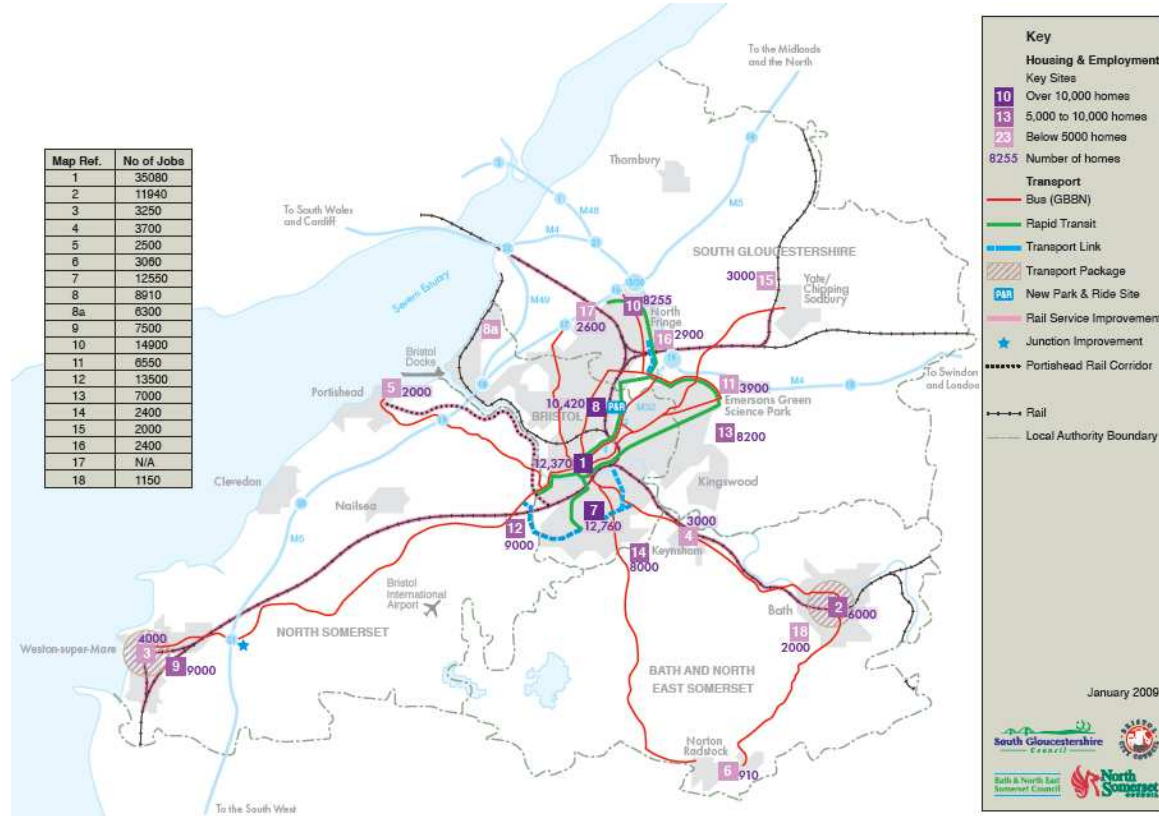 Map Ref. No of Jobs
1 35080
2 11940
3 3250
4 3700
5 2500
6 3060
7 12550
8 8910
8a 6300
9 7500
10 14900
11 6550
12 13500
13 7000
14 2400
15 2000
16 2400
17 N/A
18 1150
To the Midlands
and the North
Thornbury
M5
M48
M4
To South Wales
and Cardiff
SOUTH GLOUCESTERSHIRE
Severn Estuary
M49
3000 15
Yate/
Chipping
Sodbury
10 8255
North
Fringe
17
2600
16 2900
8a
Bristol
Docks
Portishead
5 2000
To Swindon
and London
M4
11 3900
Emersons Green
Science Park
10,420 8 P&R
M32
BRISTOL
13 8200
12,370 1
Kingswood
Clevedon
Nailsea
M5
7
12,760
12
9000
3000
4
Keynsham
14
8000
Bristol
International
Airport
Bath
2
6000
18
2000
NORTH SOMERSET
Weston-super-Mare
4000
3
9 9000
BATH AND NORTH
EAST SOMERSET
Norton
Radstock
6 910
To the South West
Key
Housing & Employment
Key Sites
10 Over 10,000 homes
13 5,000 to 10,000 homes
23 Below 5000 homes
8255 Number of homes
Transport
Bus (GBBN)
Rapid Transit
Transport Link
Transport Package
P&R New Park & Ride Site
Rail Service Improvement
Junction Improvement
Portishead Rail Corridor
Rail
Local Authority Boundary
January 2009
South Gloucestershire
Council
BRISTOL
CITY COUNCIL
Bath & North East
Somerset Council
North
Somerset
COUNCIL